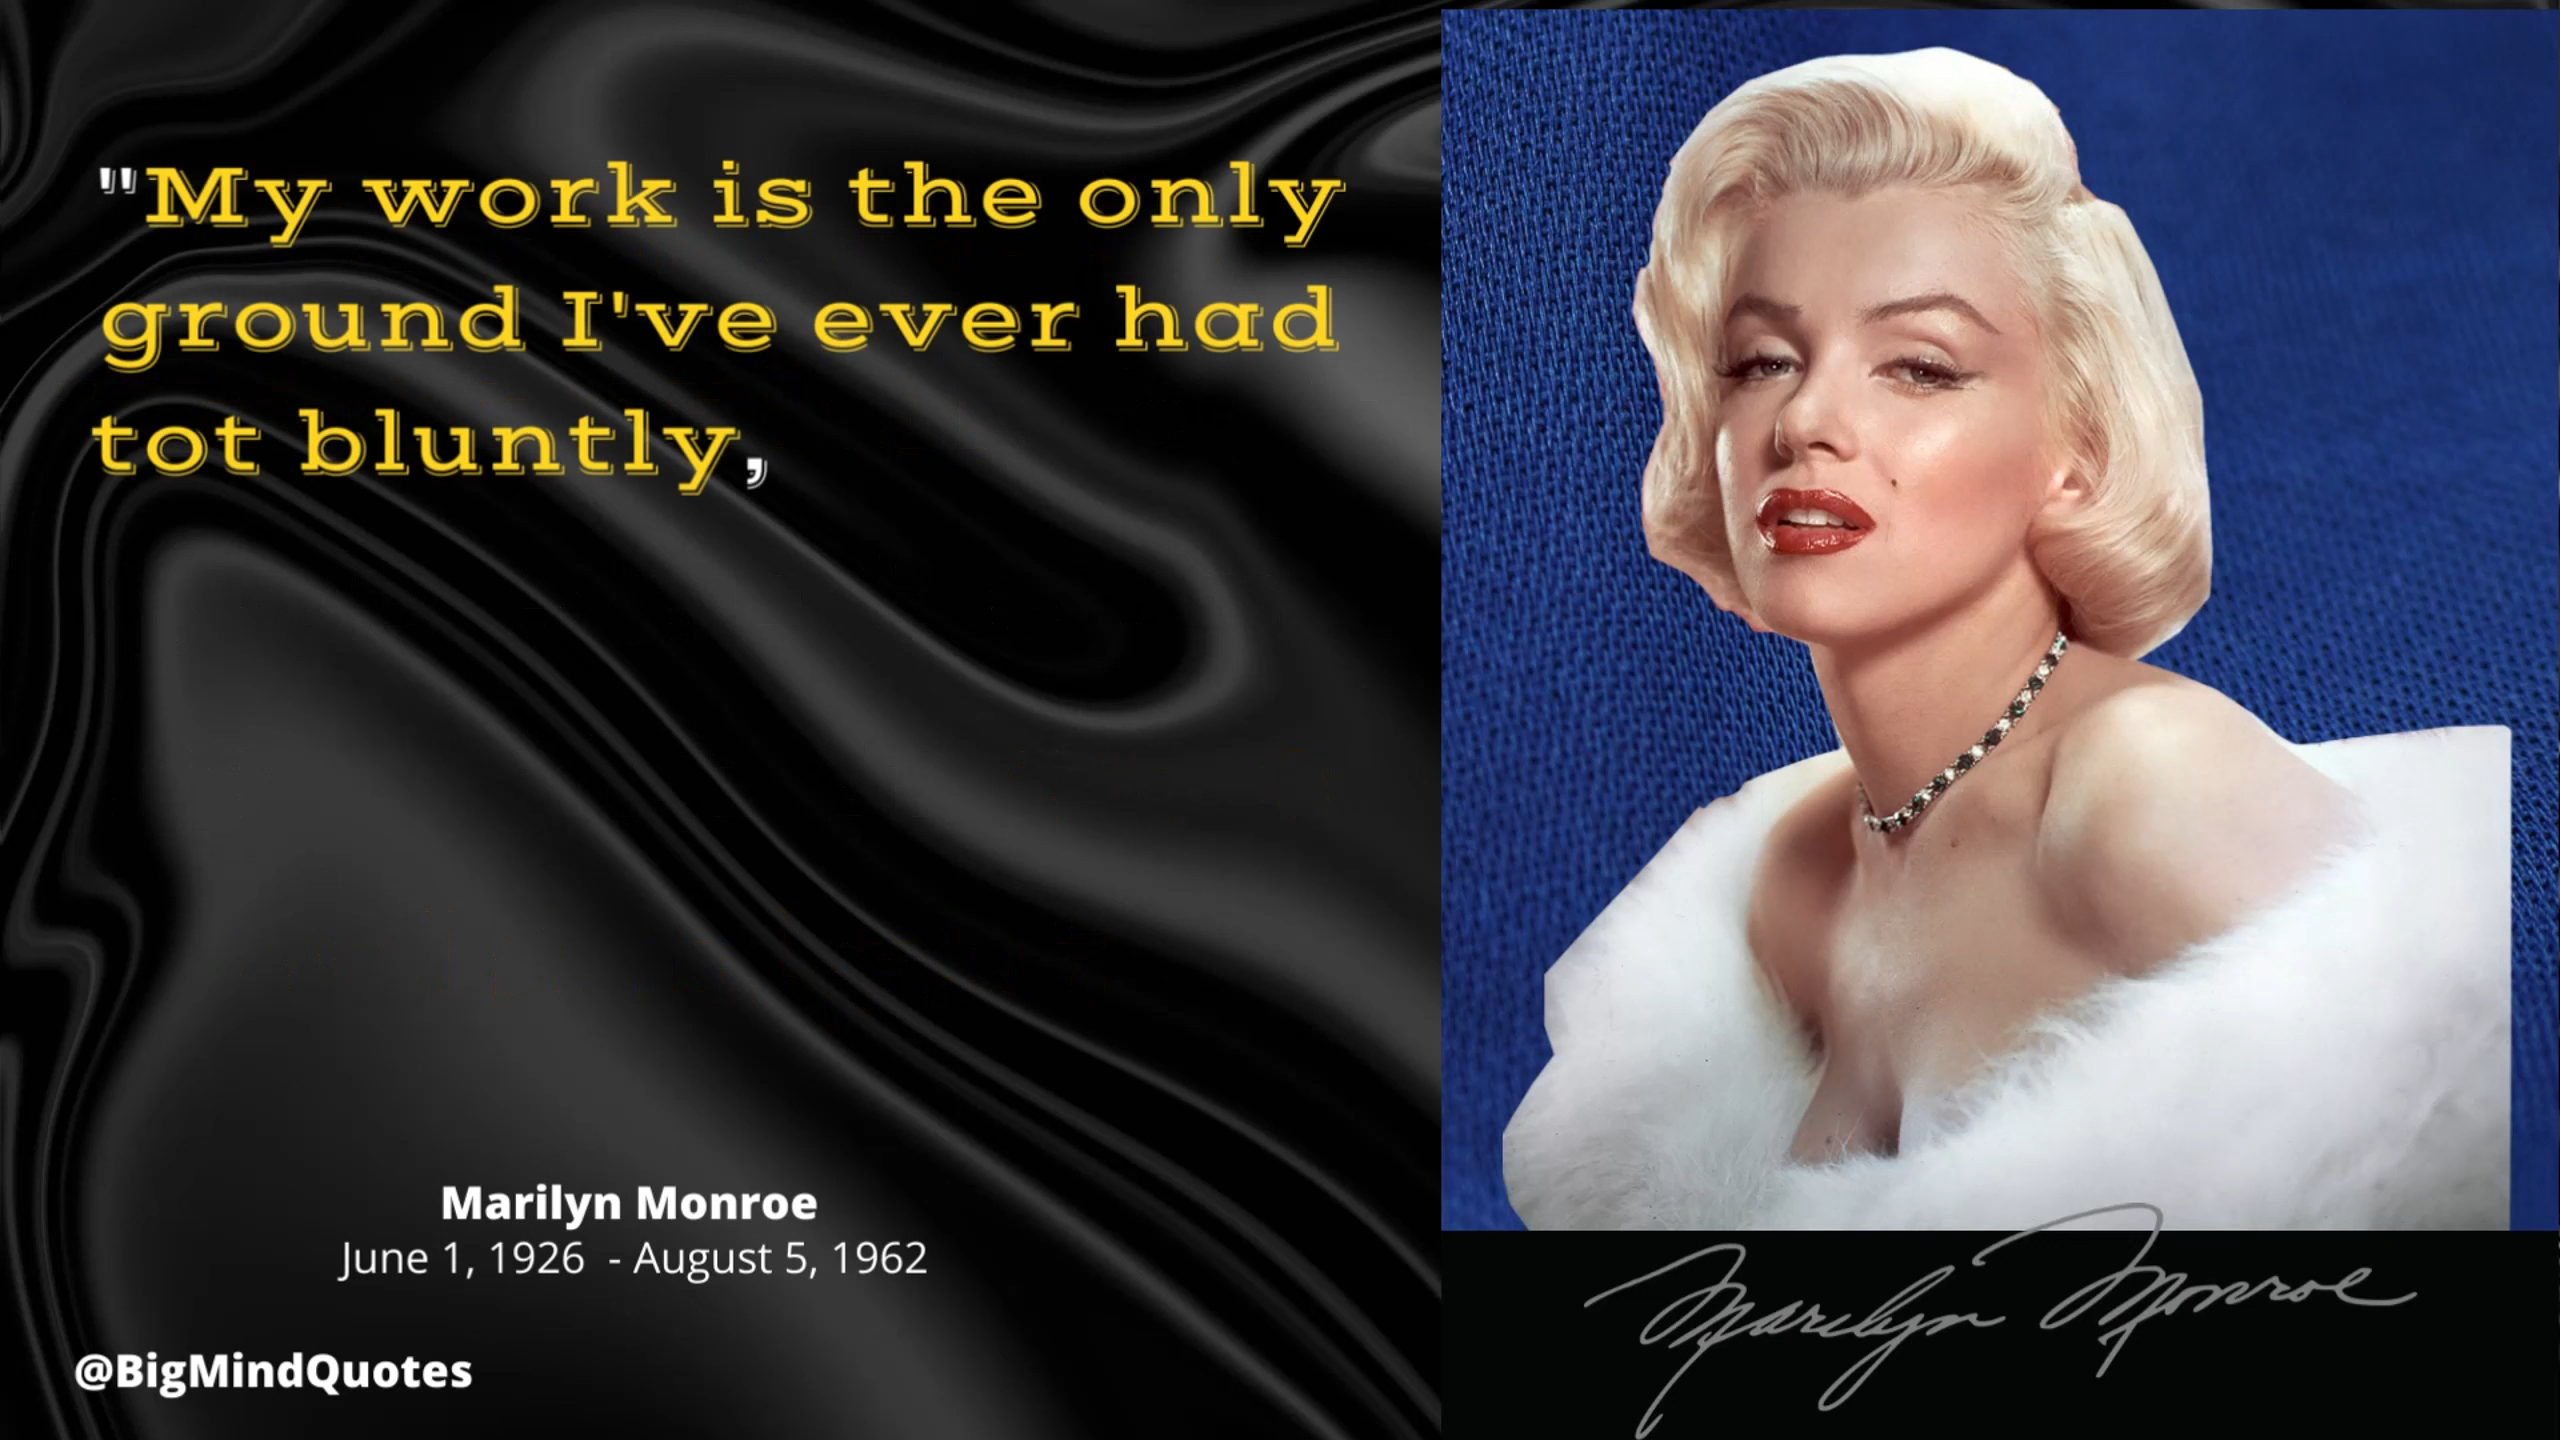 "My work is the only
ground I've ever had
tot bluntly,
Marilyn Monroe
June 1, 1926 - August 5, 1962
@BigMindQuotes
Marilyn Monroe